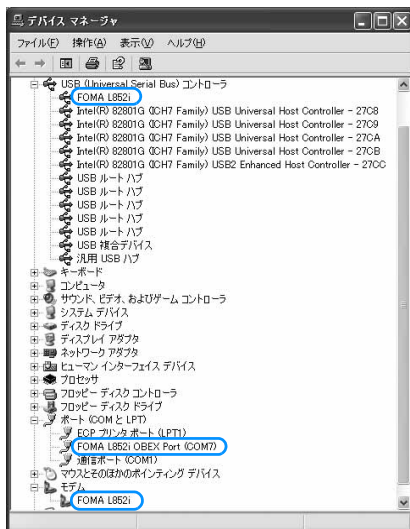 デバイス マネージャ
ファイル(F) 操作(A) 表示(V) ヘルプ(H)
USB (Universal Serial Bus) コントローラ
FOMA L852i
Intel(R) 82801G (ICH7 Family) USB Universal Host Controller - 27C8
Intel(R) 82801G (ICH7 Family) USB Universal Host Controller - 27C9
Intel(R) 82801G (ICH7 Family) USB Universal Host Controller - 27CA
Intel(R) 82801G (ICH7 Family) USB Universal Host Controller - 27CB
Intel(R) 82801G (ICH7 Family) USB2 Enhanced Host Controller - 27CC
USB ルート ハブ
USB ルート ハブ
USB ルート ハブ
USB ルート ハブ
USB ルート ハブ
USB 複合デバイス
汎用 USB ハブ
キーボード
コンピュータ
サウンド、ビデオ、およびゲーム コントローラ
システム デバイス
ディスク ドライブ
ディスプレイ アダプタ
ネットワーク アダプタ
ヒューマン インターフェイス デバイス
プロセッサ
フロッピー ディスク コントローラ
フロッピー ディスク ドライブ
ポート (COM と LPT)
ECP プリンタ ポート (LPT1)
FOMA L852i OBEX Port (COM7)
通信ポート (COM1)
マウスとそのほかのポインティング デバイス
モデム
FOMA L852i